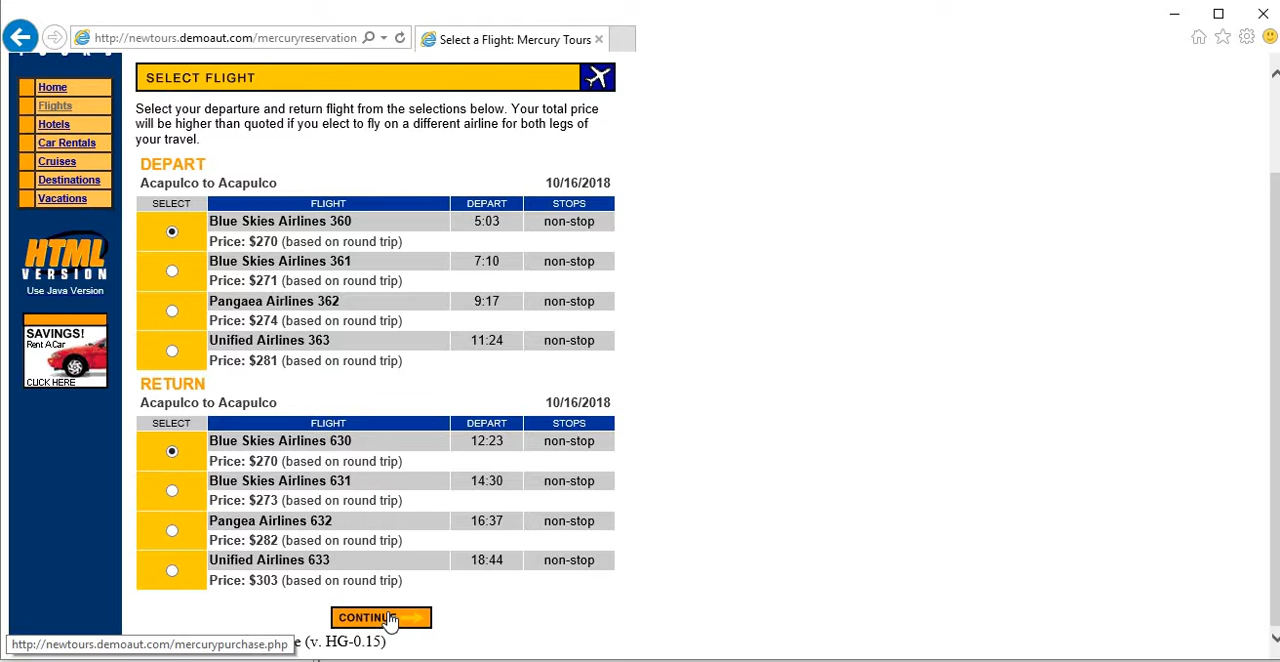 http://newtours.demoaut.com/mercuryreservation
Select a Flight: Mercury Tours
Home
Flights
Hotels
Car Rentals
Cruises
Destinations
Vacations
HTML
VERSION
Use Java Version
SAVINGS!
Rent A Car
CLICK HERE
SELECT FLIGHT
Select your departure and return flight from the selections below. Your total price
will be higher than quoted if you elect to fly on a different airline for both legs of
your travel.
DEPART
Acapulco to Acapulco 10/16/2018
SELECT FLIGHT DEPART STOPS
Blue Skies Airlines 360 5:03 non-stop
Price: $270 (based on round trip)
Blue Skies Airlines 361 7:10 non-stop
Price: $271 (based on round trip)
Pangaea Airlines 362 9:17 non-stop
Price: $274 (based on round trip)
Unified Airlines 363 11:24 non-stop
Price: $281 (based on round trip)
RETURN
Acapulco to Acapulco 10/16/2018
SELECT FLIGHT DEPART STOPS
Blue Skies Airlines 630 12:23 non-stop
Price: $270 (based on round trip)
Blue Skies Airlines 631 14:30 non-stop
Price: $273 (based on round trip)
Pangea Airlines 632 16:37 non-stop
Price: $282 (based on round trip)
Unified Airlines 633 18:44 non-stop
Price: $303 (based on round trip)
CONTINUE
(v. HG-0.15)
http://newtours.demoaut.com/mercurypurchase.php